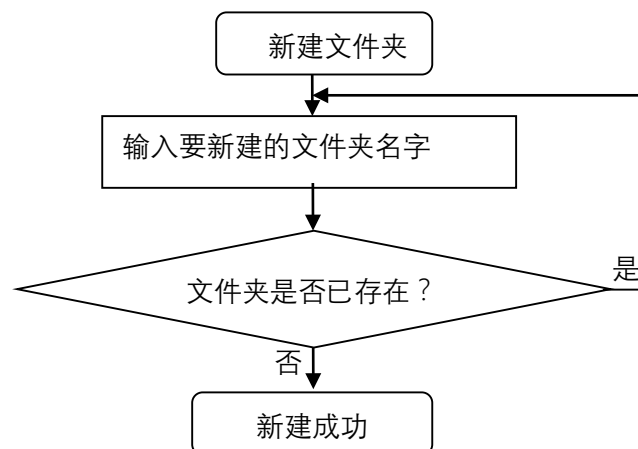 新建文件夹
输入要新建的文件夹名字
文件夹是否已存在？
是
否
新建成功